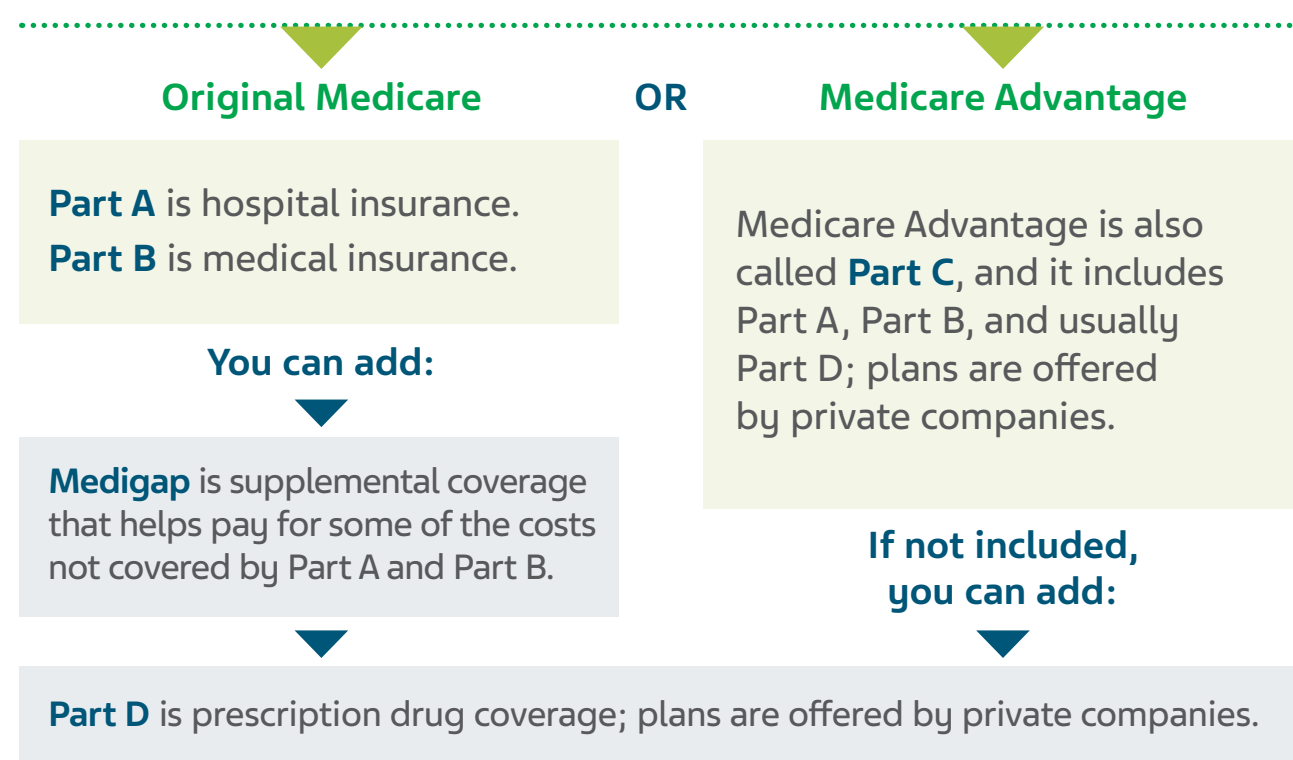 Original Medicare
OR
Medicare Advantage
Part A is hospital insurance.
Part B is medical insurance.
You can add:
Medigap is supplemental coverage
that helps pay for some of the costs
not covered by Part A and Part B.
Medicare Advantage is also
called Part C, and it includes
Part A, Part B, and usually
Part D; plans are offered
by private companies.
If not included,
you can add:
Part D is prescription drug coverage; plans are offered by private companies.